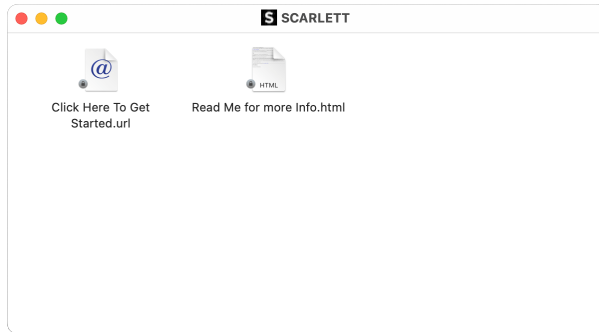 S SCARLETT
@
HTML
Click Here To Get
Started.url
Read Me for more Info.html